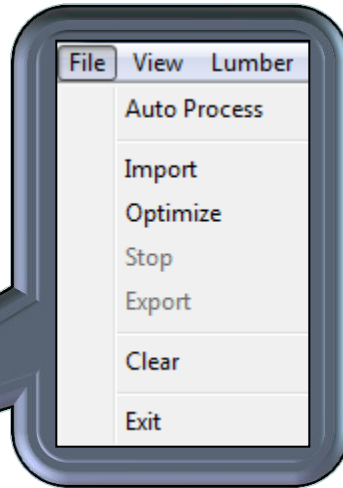 File View Lumber
Auto Process
Import
Optimize
Stop
Export
Clear
Exit